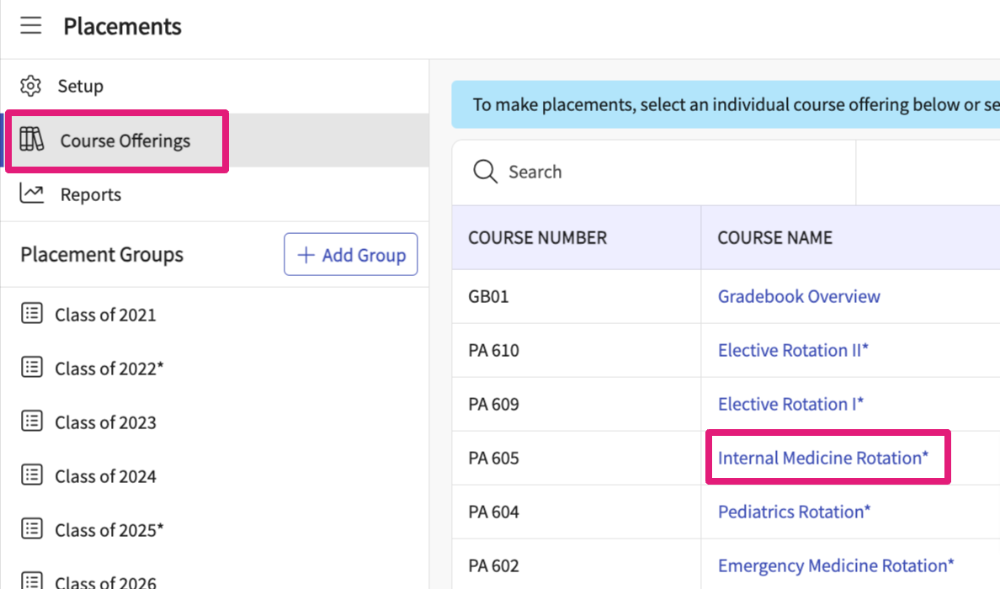 Placements
Setup
Course Offerings
Reports
Placement Groups
+ Add Group
Class of 2021
Class of 2022*
Class of 2023
Class of 2024
Class of 2025*
Class of 2026
To make placements, select an individual course offering below or se
Search
COURSE NUMBER COURSE NAME
GB01 Gradebook Overview
PA 610 Elective Rotation II*
PA 609 Elective Rotation I*
PA 605 Internal Medicine Rotation*
PA 604 Pediatrics Rotation*
PA 602 Emergency Medicine Rotation*